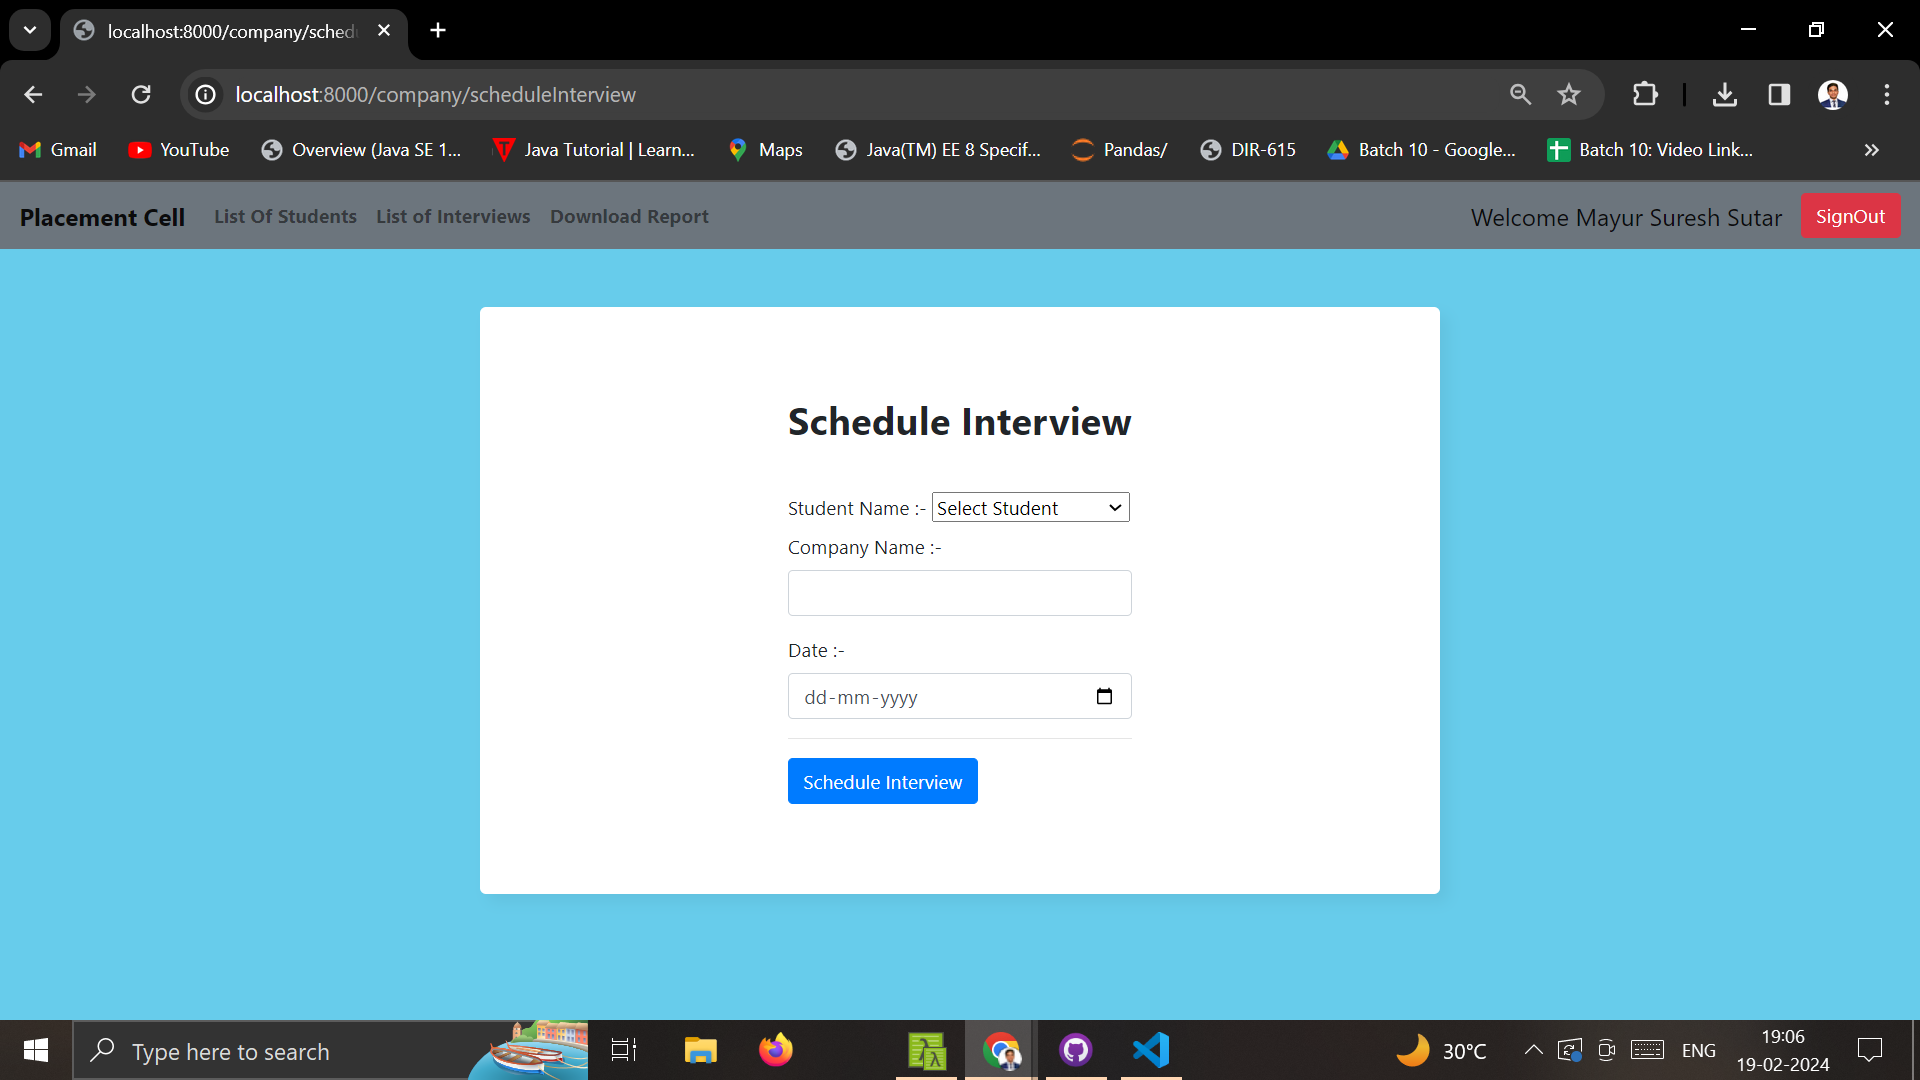 localhost:8000/company/sched
localhost:8000/company/scheduleInterview
Gmail
YouTube
Overview (Java SE 1...
Java Tutorial | Learn...
Maps
Java(TM) EE 8 Specif...
Pandas/
DIR-615
Batch 10 - Google...
Batch 10: Video Link...
Placement Cell
List Of Students
List of Interviews
Download Report
Welcome Mayur Suresh Sutar
SignOut
Schedule Interview
Student Name :- Select Student
Company Name :-
Date :-
dd-mm-yyyy
Schedule Interview
Type here to search
30°C
ENG
19:06
19-02-2024